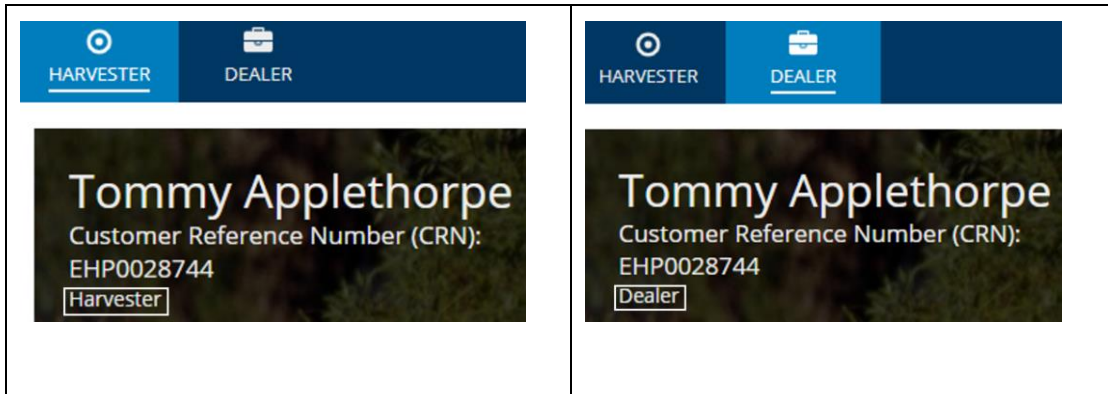 HARVESTER DEALER
Tommy Applethorpe
Customer Reference Number (CRN):
EHP0028744
Harvester
HARVESTER DEALER
Tommy Applethorpe
Customer Reference Number (CRN):
EHP0028744
Dealer